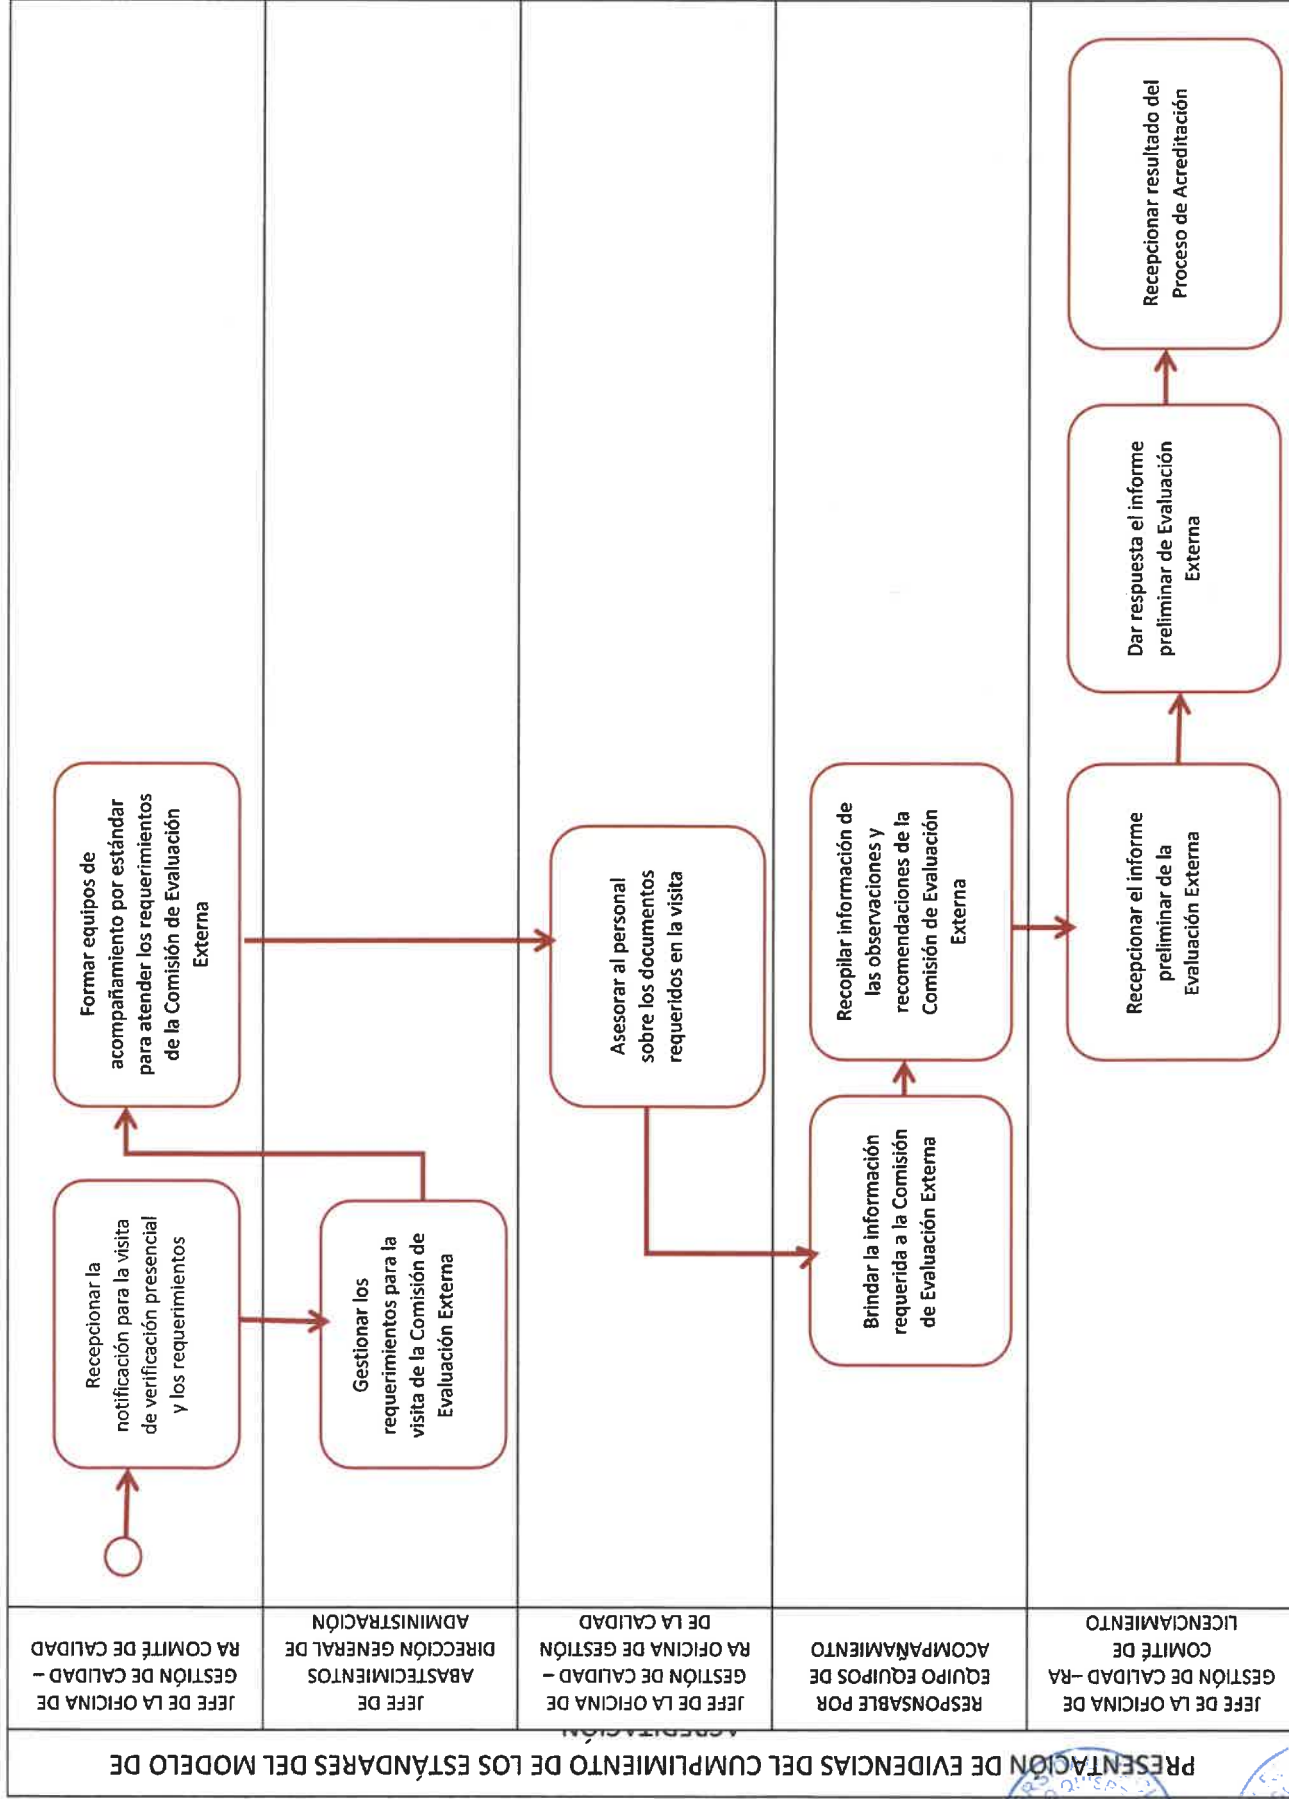 PRESENTACIÓN DE EVIDENCIAS DEL CUMPLIMIENTO DE LOS ESTÁNDARES DEL MODELO DE
ACREDITACIÓN
JEFE DE LA OFICINA DE
GESTIÓN DE CALIDAD –
RA COMITÉ DE CALIDAD
Recepcionar la
notificación para la visita
de verificación presencial
y los requerimientos
Formar equipos de
acompañamiento por estándar
para atender los requerimientos
de la Comisión de Evaluación
Externa
JEFE DE
ABASTECIMIENTOS
DIRECCIÓN GENERAL DE
ADMINISTRACIÓN
Gestionar los
requerimientos para la
visita de la Comisión de
Evaluación Externa
JEFE DE LA OFICINA DE
GESTIÓN DE CALIDAD –
RA OFICINA DE GESTIÓN
DE LA CALIDAD
Asesorar al personal
sobre los documentos
requeridos en la visita
RESPONSABLE POR
EQUIPO EQUIPOS DE
ACOMPAÑAMIENTO
Brindar la información
requerida a la Comisión
de Evaluación Externa
Recopilar información de
las observaciones y
recomendaciones de la
Comisión de Evaluación
Externa
JEFE DE LA OFICINA DE
GESTIÓN DE CALIDAD –RA
COMITÉ DE
LICENCIAMIENTO
Recepcionar el informe
preliminar de la
Evaluación Externa
Dar respuesta el informe
preliminar de Evaluación
Externa
Recepcionar resultado del
Proceso de Acreditación